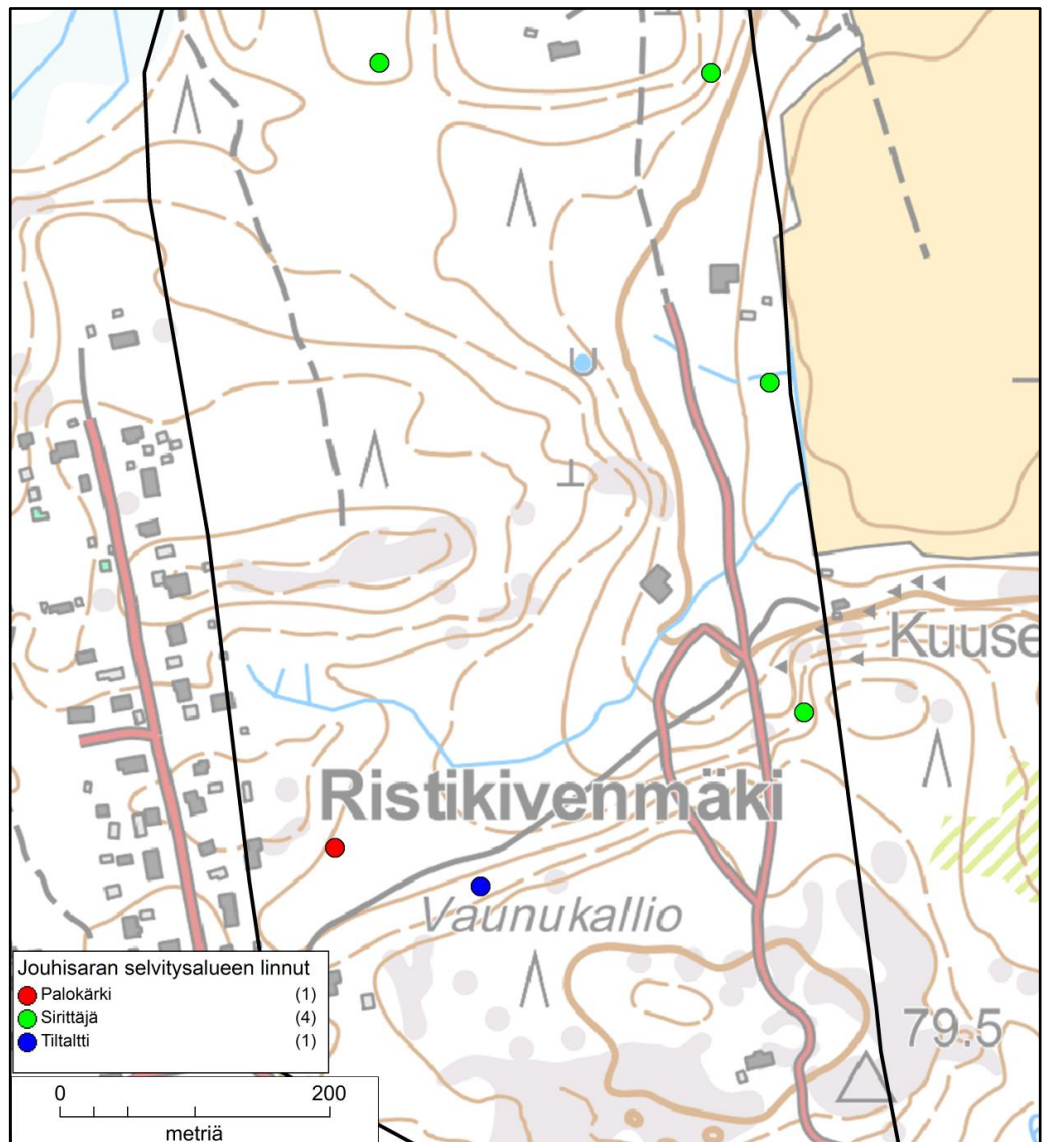 Kuuse
Ristikivenmäki
Vaunukallio
79.5
Jouhisaran selvitysalueen linnut
Palokärki (1)
Sirittäjä (4)
Tiltaltti (1)
0 200
metriä